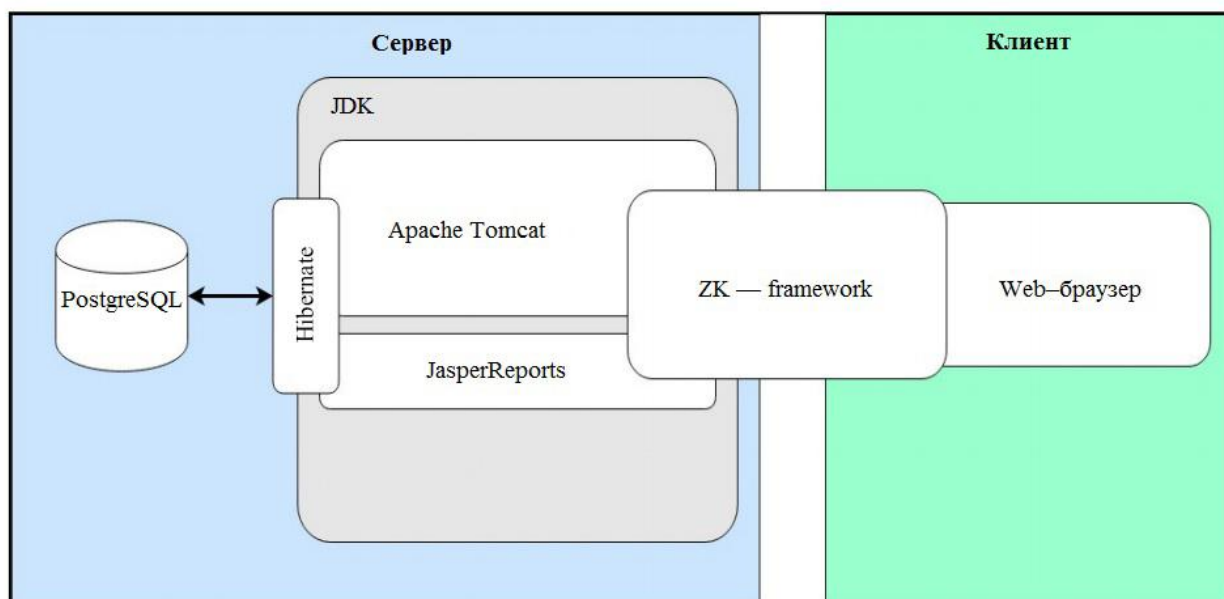 Сервер
Клиент
JDK
Apache Tomcat
PostgreSQL
Hibernate
ZK — framework
Web–браузер
JasperReports